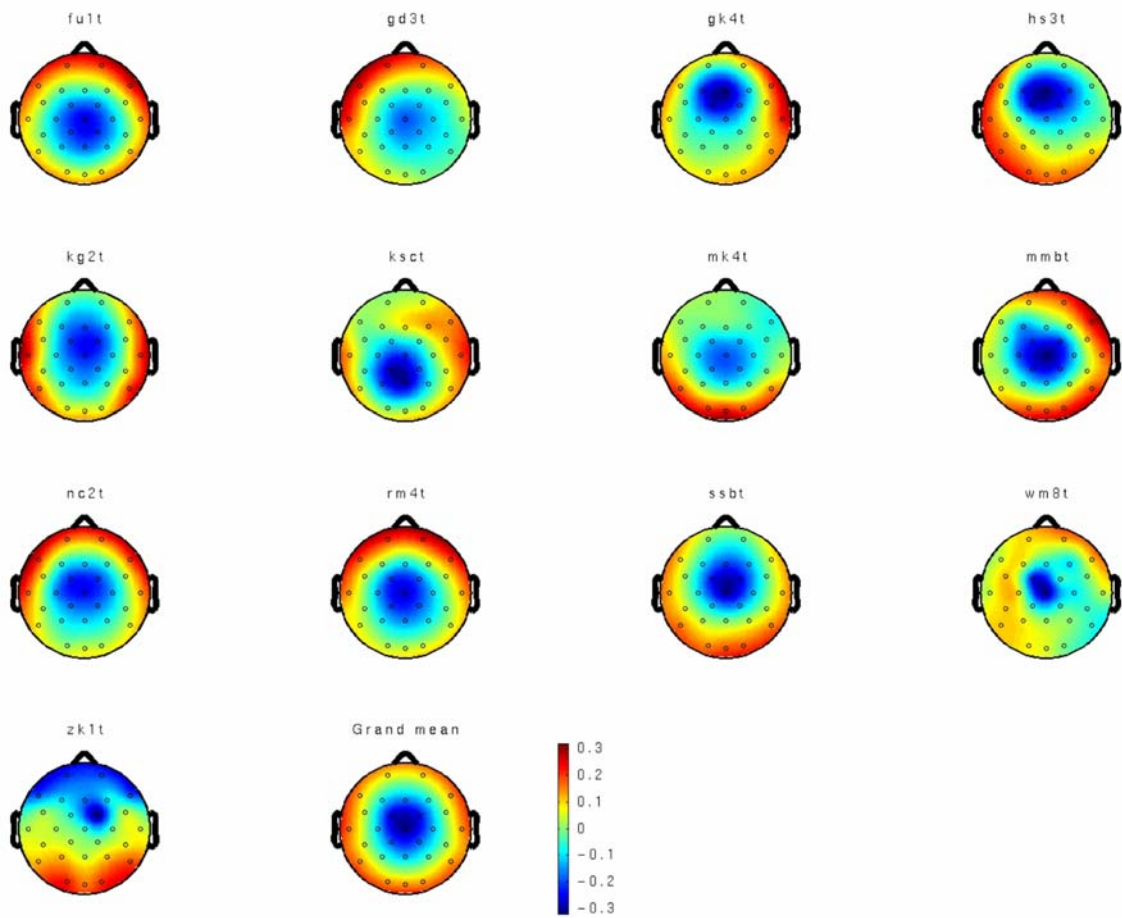 fu1t
gd3t
gk4t
hs3t
kg2t
ksct
mk4t
mmbt
nc2t
rm4t
ssbt
wm8t
zk1t
Grand mean
0.3
0.2
0.1
0
-0.1
-0.2
-0.3